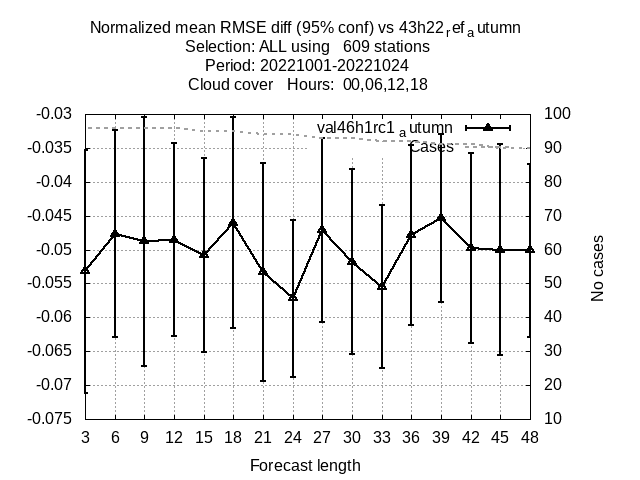 Normalized mean RMSE diff (95% conf) vs 43h22refautumn
Selection: ALL using 609 stations
Period: 20221001-20221024
Cloud cover Hours: 00,06,12,18
-0.03 100
val46h1rc1autumn
-0.035 Cases 90
-0.04 80
-0.045 70
-0.05 60
-0.055 50
-0.06 40
-0.065 30
-0.07 20
-0.075 10
No cases
3 6 9 12 15 18 21 24 27 30 33 36 39 42 45 48
Forecast length